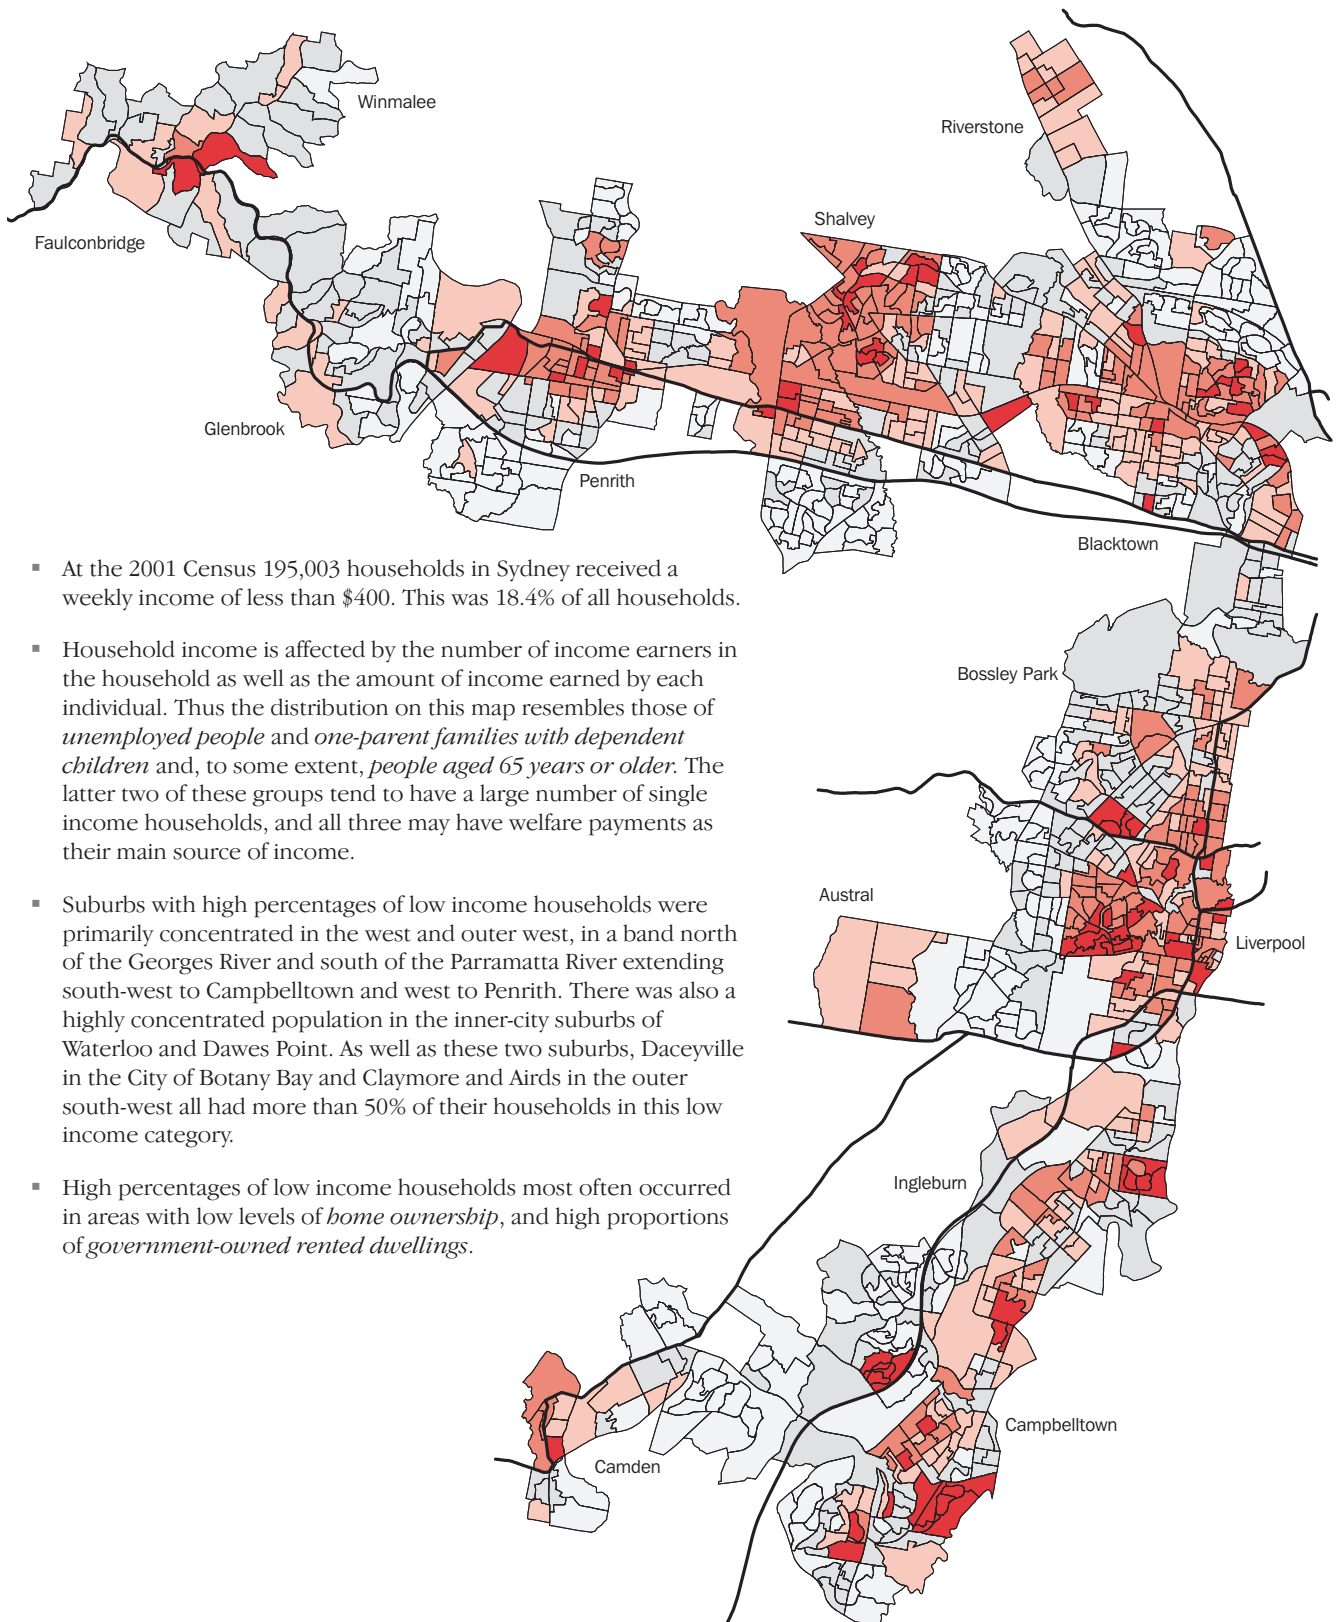 Winmalee
Riverstone
Shalvey
Faulconbridge
Glenbrook
Penrith
Blacktown
▪ At the 2001 Census 195,003 households in Sydney received a
weekly income of less than $400. This was 18.4% of all households.
▪ Household income is affected by the number of income earners in
the household as well as the amount of income earned by each
individual. Thus the distribution on this map resembles those of
unemployed people and one-parent families with dependent
children and, to some extent, people aged 65 years or older. The
latter two of these groups tend to have a large number of single
income households, and all three may have welfare payments as
their main source of income.
▪ Suburbs with high percentages of low income households were
primarily concentrated in the west and outer west, in a band north
of the Georges River and south of the Parramatta River extending
south-west to Campbelltown and west to Penrith. There was also a
highly concentrated population in the inner-city suburbs of
Waterloo and Dawes Point. As well as these two suburbs, Daceyville
in the City of Botany Bay and Claymore and Airds in the outer
south-west all had more than 50% of their households in this low
income category.
▪ High percentages of low income households most often occurred
in areas with low levels of home ownership, and high proportions
of government-owned rented dwellings.
Bossley Park
Austral
Liverpool
Ingleburn
Campbelltown
Camden